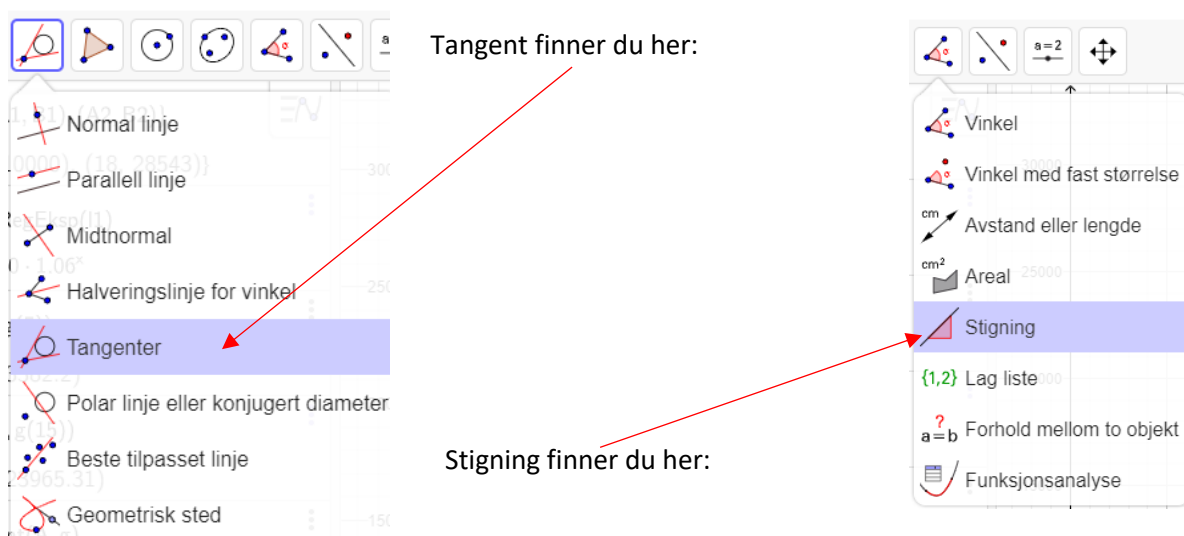 Tangent finner du her:
a = 2
Normal linje
Parallell linje
Midtnormal
Halveringslinje for vinkel
Tangenter
Polar linje eller konjugert diameter
Beste tilpasset linje
Geometrisk sted
Stigning finner du her:
Vinkel
Vinkel med fast størrelse
cm Avstand eller lengde
cm² Areal
Stigning
{1,2} Lag liste
? a=b Forhold mellom to objekt
Funksjonsanalyse
30000
25000